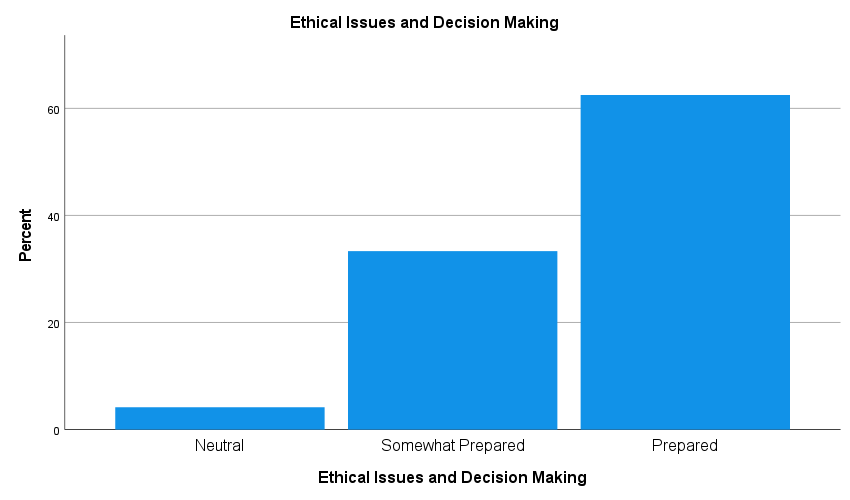 Ethical Issues and Decision Making
Percent
60
40
20
0
Neutral
Somewhat Prepared
Prepared
Ethical Issues and Decision Making